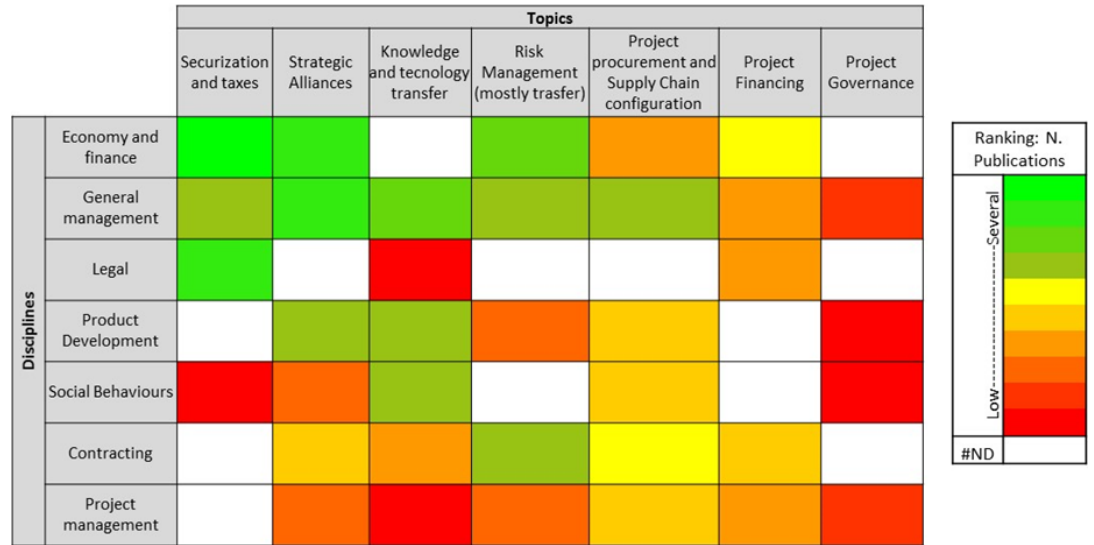 Topics
Securization
and taxes
Strategic
Alliances
Knowledge
and tecnology
transfer
Risk
Management
(mostly trasfer)
Project
procurement and
Supply Chain
configuration
Project
Financing
Project
Governance
Disciplines
Economy and
finance
General
management
Legal
Product
Development
Social Behaviours
Contracting
Project
management
Ranking: N.
Publications
Low----------------------Several
#ND